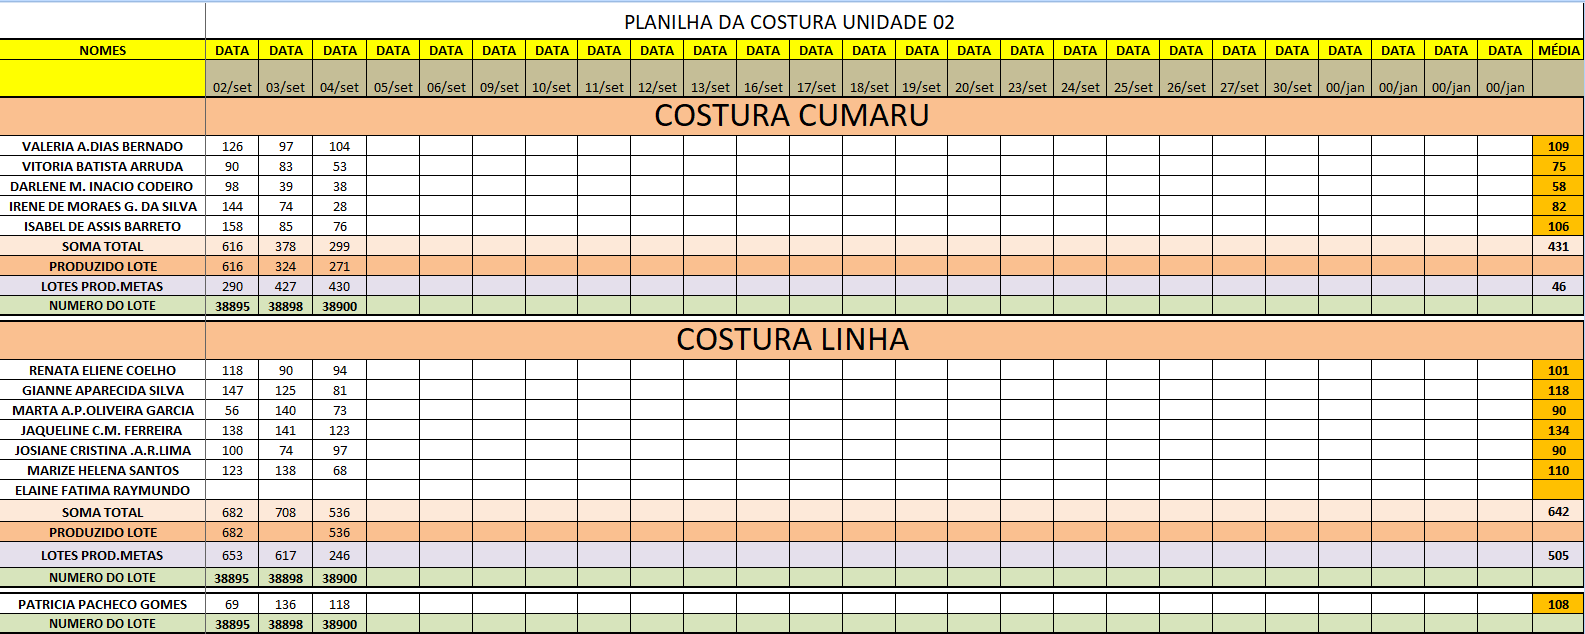 PLANILHA DA COSTURA UNIDADE 02
NOMES DATA DATA DATA DATA DATA DATA DATA DATA DATA DATA DATA DATA DATA DATA DATA DATA DATA DATA DATA DATA DATA DATA DATA DATA DATA MÉDIA
02/set 03/set 04/set 05/set 06/set 09/set 10/set 11/set 12/set 13/set 16/set 17/set 18/set 19/set 20/set 23/set 24/set 25/set 26/set 27/set 30/set 00/jan 00/jan 00/jan 00/jan
COSTURA CUMARU
VALERIA A.DIAS BERNADO 126 97 104 109
VITORIA BATISTA ARRUDA 90 83 53 75
DARLENE M. INACIO CODEIRO 98 39 38 58
IRENE DE MORAES G. DA SILVA 144 74 28 82
ISABEL DE ASSIS BARRETO 158 85 76 106
SOMA TOTAL 616 378 299 431
PRODUZIDO LOTE 616 324 271
LOTES PROD.METAS 290 427 430 46
NUMERO DO LOTE 38895 38898 38900
COSTURA LINHA
RENATA ELIENE COELHO 118 90 94 101
GIANNE APARECIDA SILVA 147 125 81 118
MARTA A.P.OLIVEIRA GARCIA 56 140 73 90
JAQUELINE C.M. FERREIRA 138 141 123 134
JOSIANE CRISTINA .A.R.LIMA 100 74 97 90
MARIZE HELENA SANTOS 123 138 68 110
ELAINE FATIMA RAYMUNDO
SOMA TOTAL 682 708 536 642
PRODUZIDO LOTE 682 536
LOTES PROD.METAS 653 617 246 505
NUMERO DO LOTE 38895 38898 38900
PATRICIA PACHECO GOMES 69 136 118 108
NUMERO DO LOTE 38895 38898 38900